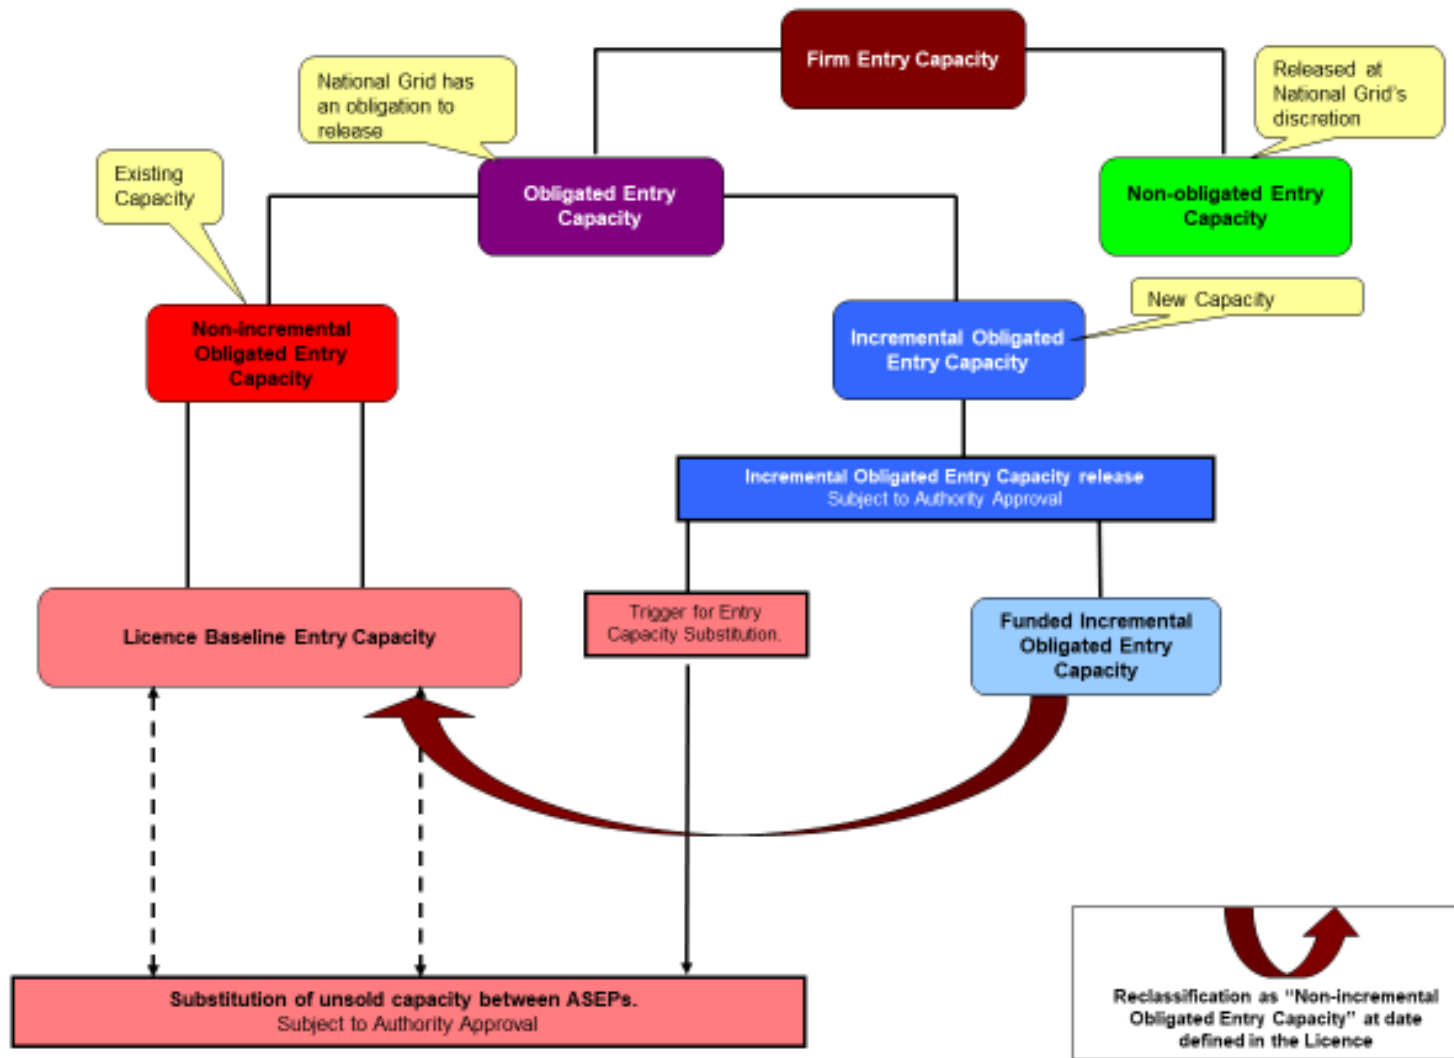 Firm Entry Capacity
National Grid has
an obligation to
release
Released at
National Grid's
discretion
Existing
Capacity
Obligated Entry
Capacity
Non-obligated Entry
Capacity
New Capacity
Non-incremental
Obligated Entry
Capacity
Incremental Obligated
Entry Capacity
Incremental Obligated Entry Capacity release
Subject to Authority Approval
Trigger for Entry
Capacity Substitution.
Funded Incremental
Obligated Entry
Capacity
Licence Baseline Entry Capacity
Substitution of unsold capacity between ASEPs.
Subject to Authority Approval
Reclassification as “Non-incremental
Obligated Entry Capacity” at date
defined in the Licence